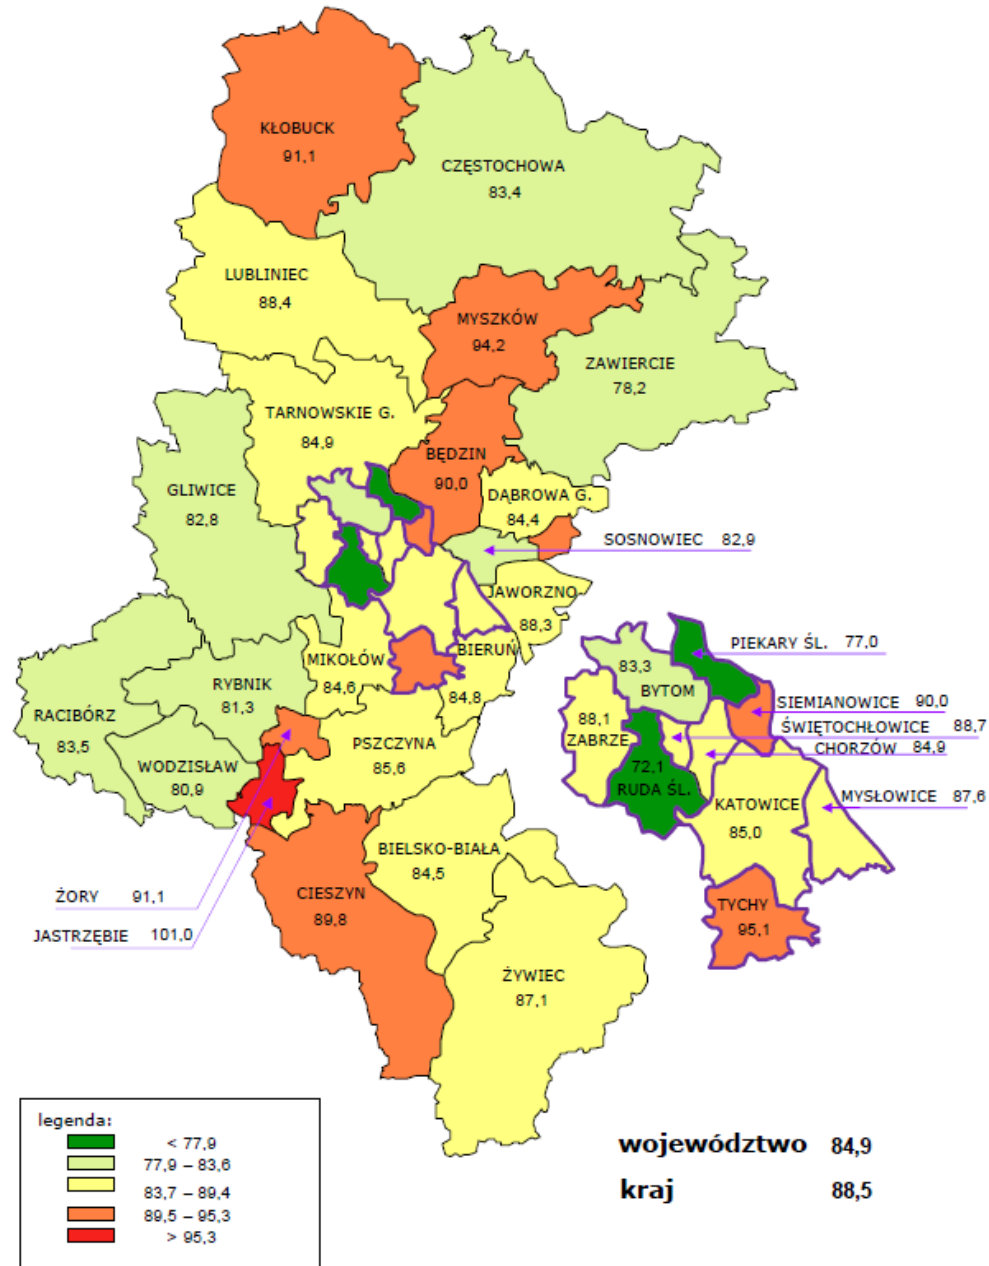 KŁOBUCK
91,1
CZĘSTOCHOWA
83,4
LUBLINIEC
88,4
MYSZKÓW
94,2
ZAWIERCIE
78,2
TARNOWSKIE G.
84,9
BĘDZIN
90,0
GLIWICE
82,8
DĄBROWA G.
84,4
SOSNOWIEC 82,9
JAWORZNO
88,3
BIERUŃ
84,8
MIKOŁÓW
84,6
RYBNIK
81,3
RACIBÓRZ
83,5
WODZISŁAW
80,9
PSZCZYNA
85,6
BIELSKO-BIAŁA
84,5
CIESZYN
89,8
ŻYWIEC
87,1
ŻORY 91,1
JASTRZĘBIE 101,0
PIEKARY ŚL. 77,0
83,3
BYTOM
SIEMIANOWICE 90,0
ŚWIĘTOCHŁOWICE 88,7
CHORZÓW 84,9
88,1
ZABRZE
72,1
RUDA ŚL.
KATOWICE
85,0
MYSŁOWICE 87,6
TYCHY
95,1
legenda:
< 77,9
77,9 – 83,6
83,7 – 89,4
89,5 – 95,3
> 95,3
województwo 84,9
kraj 88,5